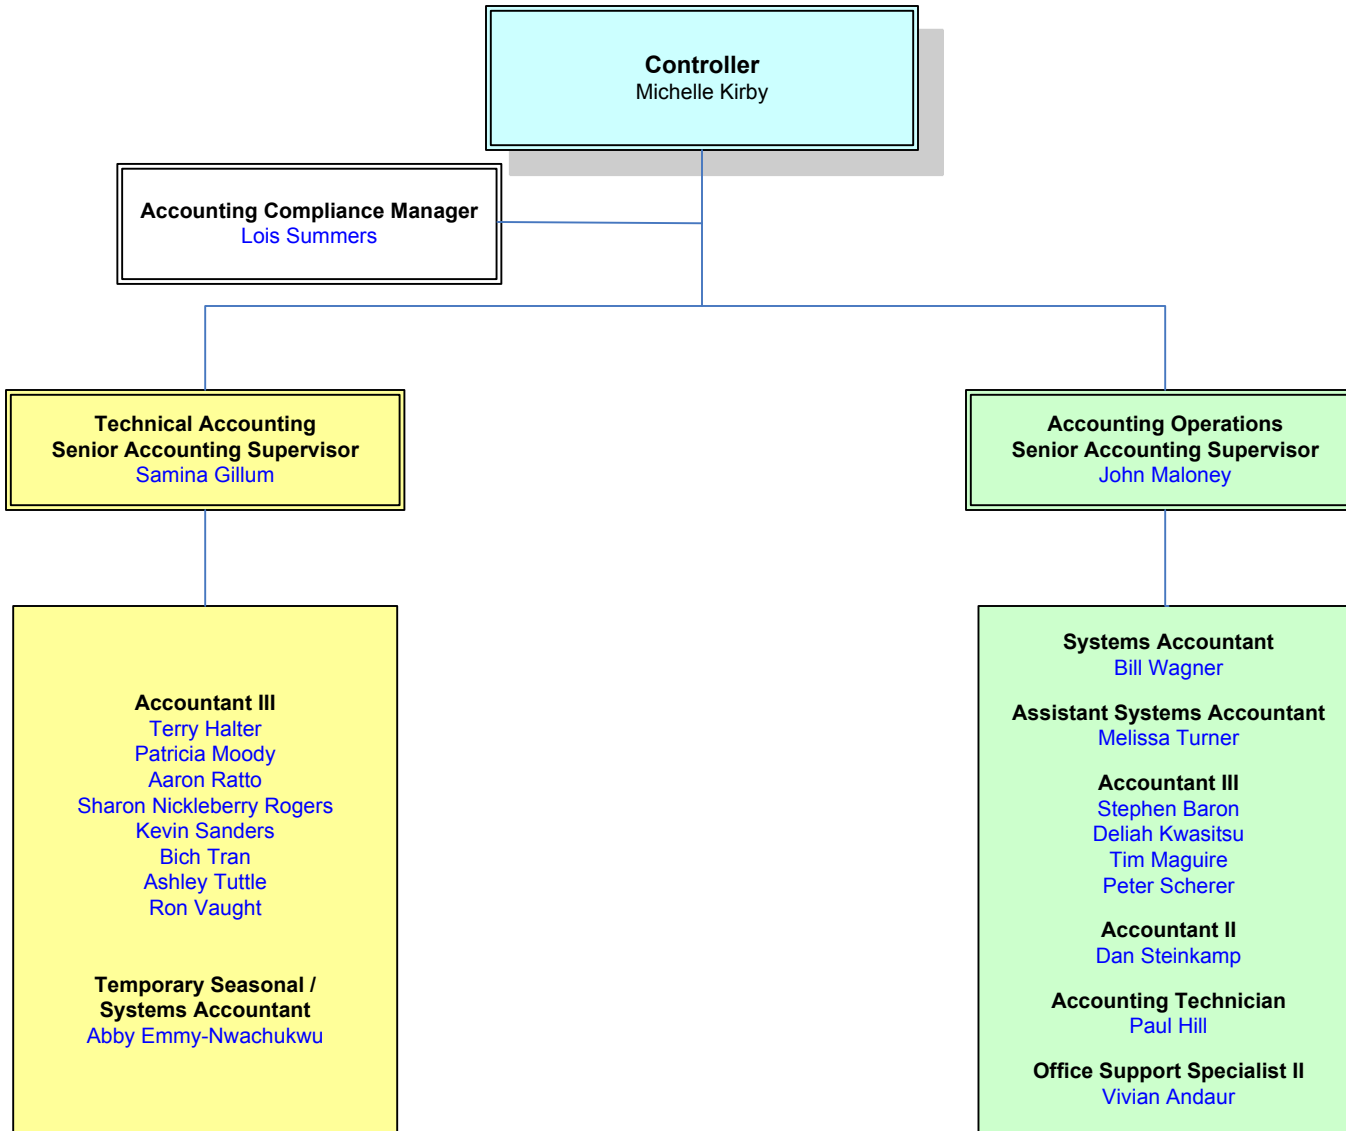 Controller
Michelle Kirby
Accounting Compliance Manager
Lois Summers
Technical Accounting
Senior Accounting Supervisor
Samina Gillum
Accounting Operations
Senior Accounting Supervisor
John Maloney
Accountant III
Terry Halter
Patricia Moody
Aaron Ratto
Sharon Nickleberry Rogers
Kevin Sanders
Bich Tran
Ashley Tuttle
Ron Vaught
Temporary Seasonal /
Systems Accountant
Abby Emmy-Nwachukwu
Systems Accountant
Bill Wagner
Assistant Systems Accountant
Melissa Turner
Accountant III
Stephen Baron
Deliah Kwasitsu
Tim Maguire
Peter Scherer
Accountant II
Dan Steinkamp
Accounting Technician
Paul Hill
Office Support Specialist II
Vivian Andaur